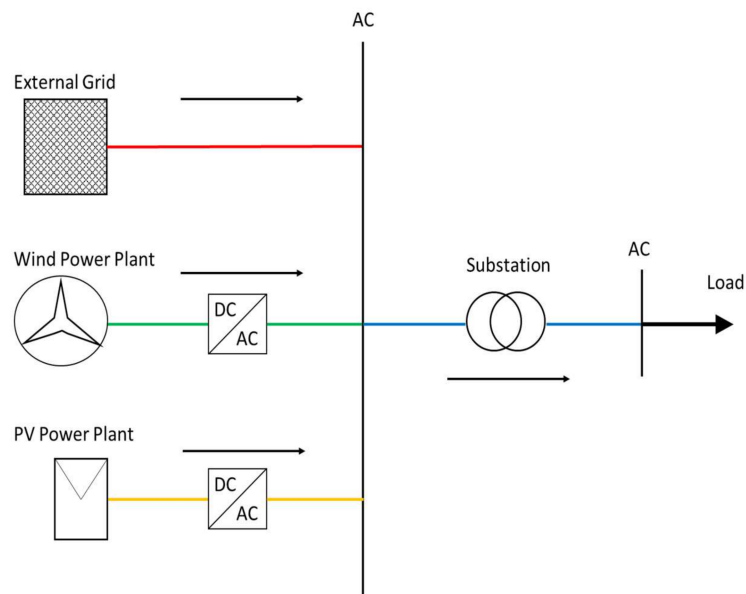 AC
External Grid
Wind Power Plant
DC
AC
Substation
AC
Load
PV Power Plant
DC
AC